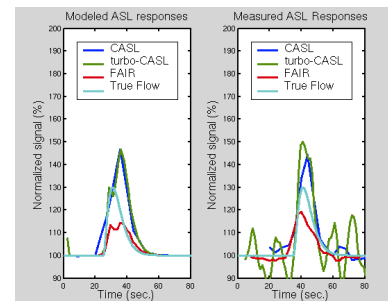 Modeled ASL responses
Measured ASL Responses
200
190
180
170
160
150
140
130
120
110
100
90
Normalized signal (%)
CASL
turbo-CASL
FAIR
True Flow
0
20
40
60
80
Time (sec.)
200
190
180
170
160
150
140
130
120
110
100
90
Normalized signal (%)
CASL
turbo-CASL
FAIR
True Flow
0
20
40
60
80
Time (sec.)